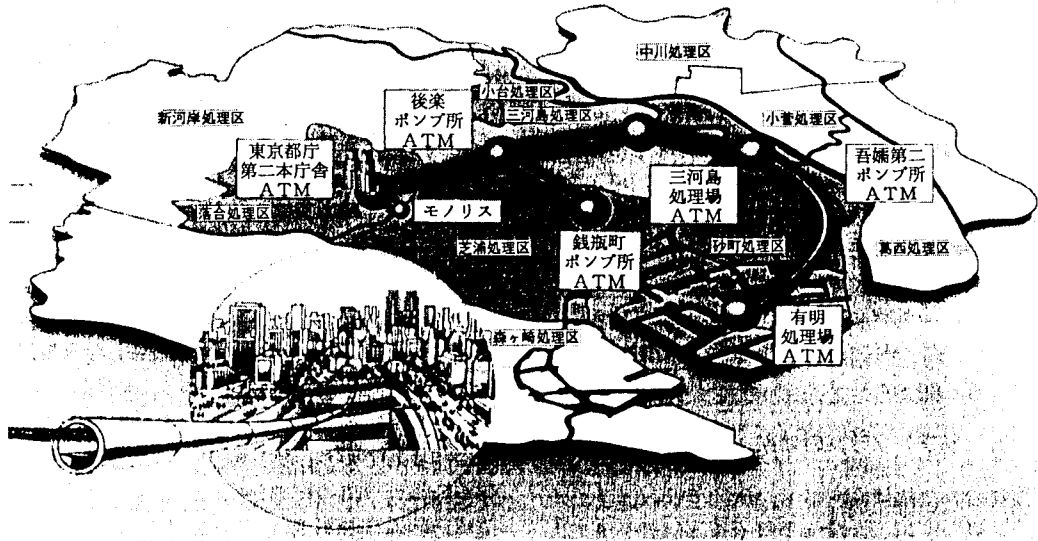 中川処理区
小台処理区
後楽
ポンプ所
ATM
三河島処理区
新河岸処理区
小菅処理区
東京都庁
第二本庁舎
ATM
吾嬬第二
ポンプ所
ATM
三河島
処理場
ATM
モノリス
落合処理区
銭瓶町
ポンプ所
ATM
芝浦処理区
砂町処理区
葛西処理区
有明
処理場
ATM
森ヶ崎処理区